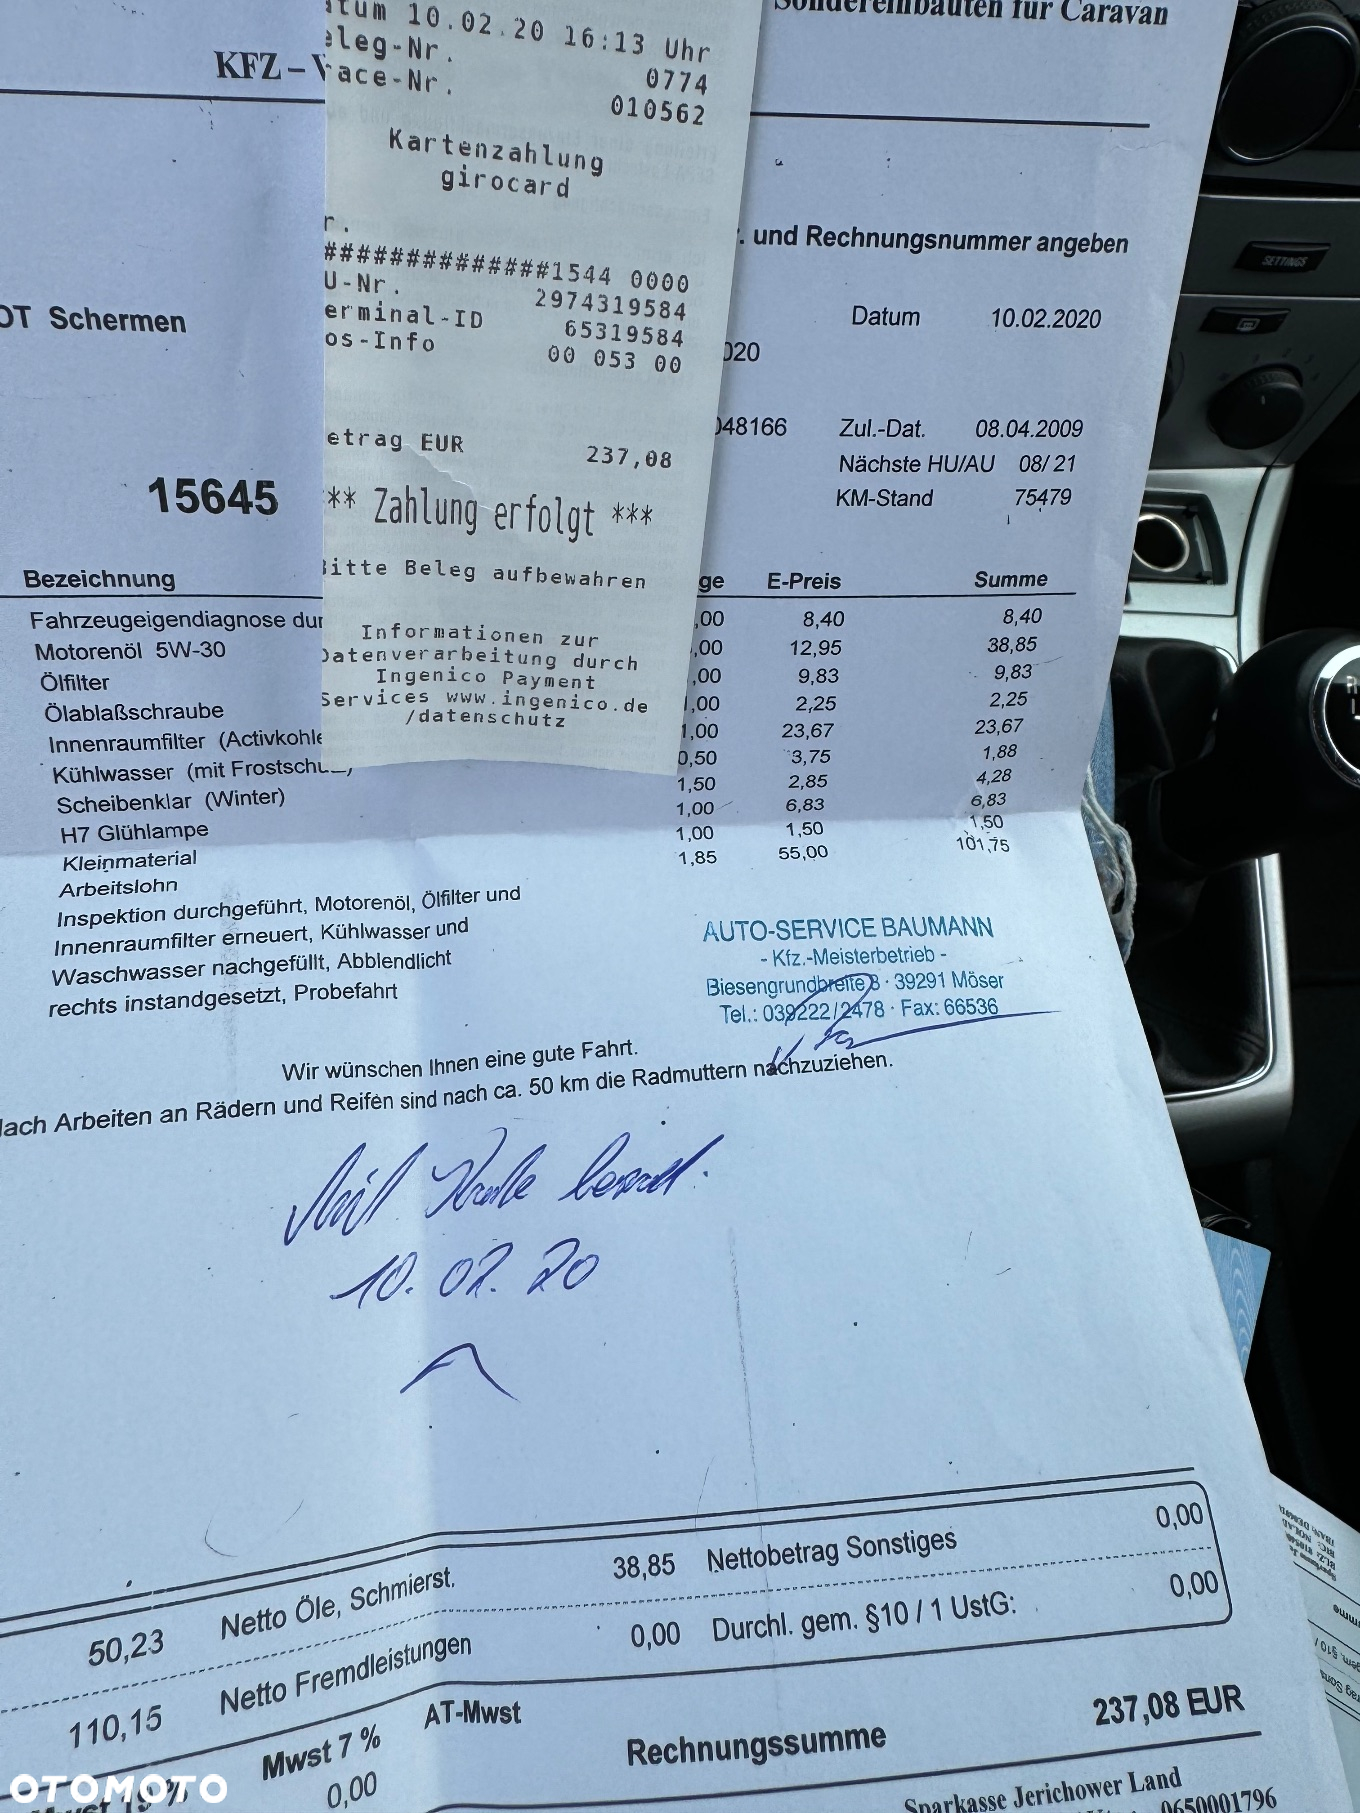 Sondereinbauten für Caravan
KFZ –
atum 10.02.20 16:13 Uhr
eleg-Nr. 0774
race-Nr. 010562
Kartenzahlung
girocard
r.
##############1544 0000
U-Nr. 2974319584
erminal-ID 65319584
os-Info 00 053 00
etrag EUR 237,08
** Zahlung erfolgt ***
Bitte Beleg aufbewahren
Informationen zur
Datenverarbeitung durch
Ingenico Payment
Services www.ingenico.de
/datenschutz
. und Rechnungsnummer angeben
OT Schermen
Datum 10.02.2020
020
048166 Zul.-Dat. 08.04.2009
Nächste HU/AU 08/ 21
KM-Stand 75479
15645
Bezeichnung ge E-Preis Summe
Fahrzeugeigendiagnose dur ,00 8,40 8,40
Motorenöl 5W-30 ,00 12,95 38,85
Ölfilter ,00 9,83 9,83
Ölablaßschraube 1,00 2,25 2,25
Innenraumfilter (Activkohle 1,00 23,67 23,67
Kühlwasser (mit Frostschutz) 0,50 3,75 1,88
Scheibenklar (Winter) 1,50 2,85 4,28
H7 Glühlampe 1,00 6,83 6,83
Kleinmaterial 1,00 1,50 1,50
Arbeitslohn 1,85 55,00 101,75
Inspektion durchgeführt, Motorenöl, Ölfilter und
Innenraumfilter erneuert, Kühlwasser und
Waschwasser nachgefüllt, Abblendlicht
rechts instandgesetzt, Probefahrt
AUTO-SERVICE BAUMANN
- Kfz.-Meisterbetrieb -
Biesengrundbreite 8 · 39291 Möser
Tel.: 039222/2478 · Fax: 66536
Wir wünschen Ihnen eine gute Fahrt.
Nach Arbeiten an Rädern und Reifen sind nach ca. 50 km die Radmuttern nachzuziehen.
Mit Karte bezahlt.
10.02.20
50,23 Netto Öle, Schmierst. 38,85 Nettobetrag Sonstiges 0,00
110,15 Netto Fremdleistungen 0,00 Durchl. gem. §10 / 1 UstG: 0,00
Mwst 7 % AT-Mwst Rechnungssumme 237,08 EUR
0,00
Sparkasse Jerichower Land
0650001796
SETTINGS
OTOMOTO